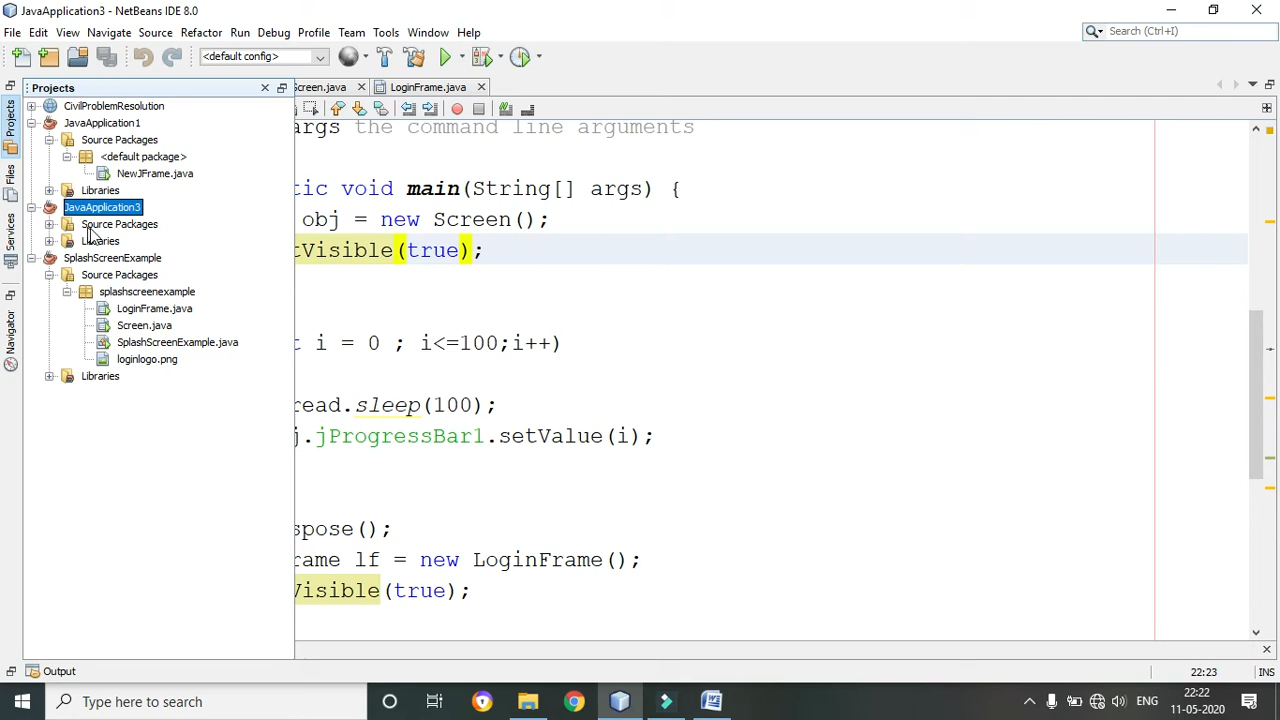 JavaApplication3 - NetBeans IDE 8.0
File Edit View Navigate Source Refactor Run Debug Profile Team Tools Window Help
Search (Ctrl+I)
<default config>
Projects
Screen.java
LoginFrame.java
Projects
Files
Services
Navigator
CivilProblemResolution
JavaApplication1
Source Packages
<default package>
NewJFrame.java
Libraries
JavaApplication3
Source Packages
Libraries
SplashScreenExample
Source Packages
splashscreenexample
LoginFrame.java
Screen.java
SplashScreenExample.java
loginlogo.png
Libraries
args the command line arguments
tic void main(String[] args) {
obj = new Screen();
tVisible(true);
t i = 0 ; i<=100;i++)
read.sleep(100);
j.jProgressBar1.setValue(i);
spose();
rame lf = new LoginFrame();
Visible(true);
Output
22:23 INS
Type here to search
ENG
22:22
11-05-2020